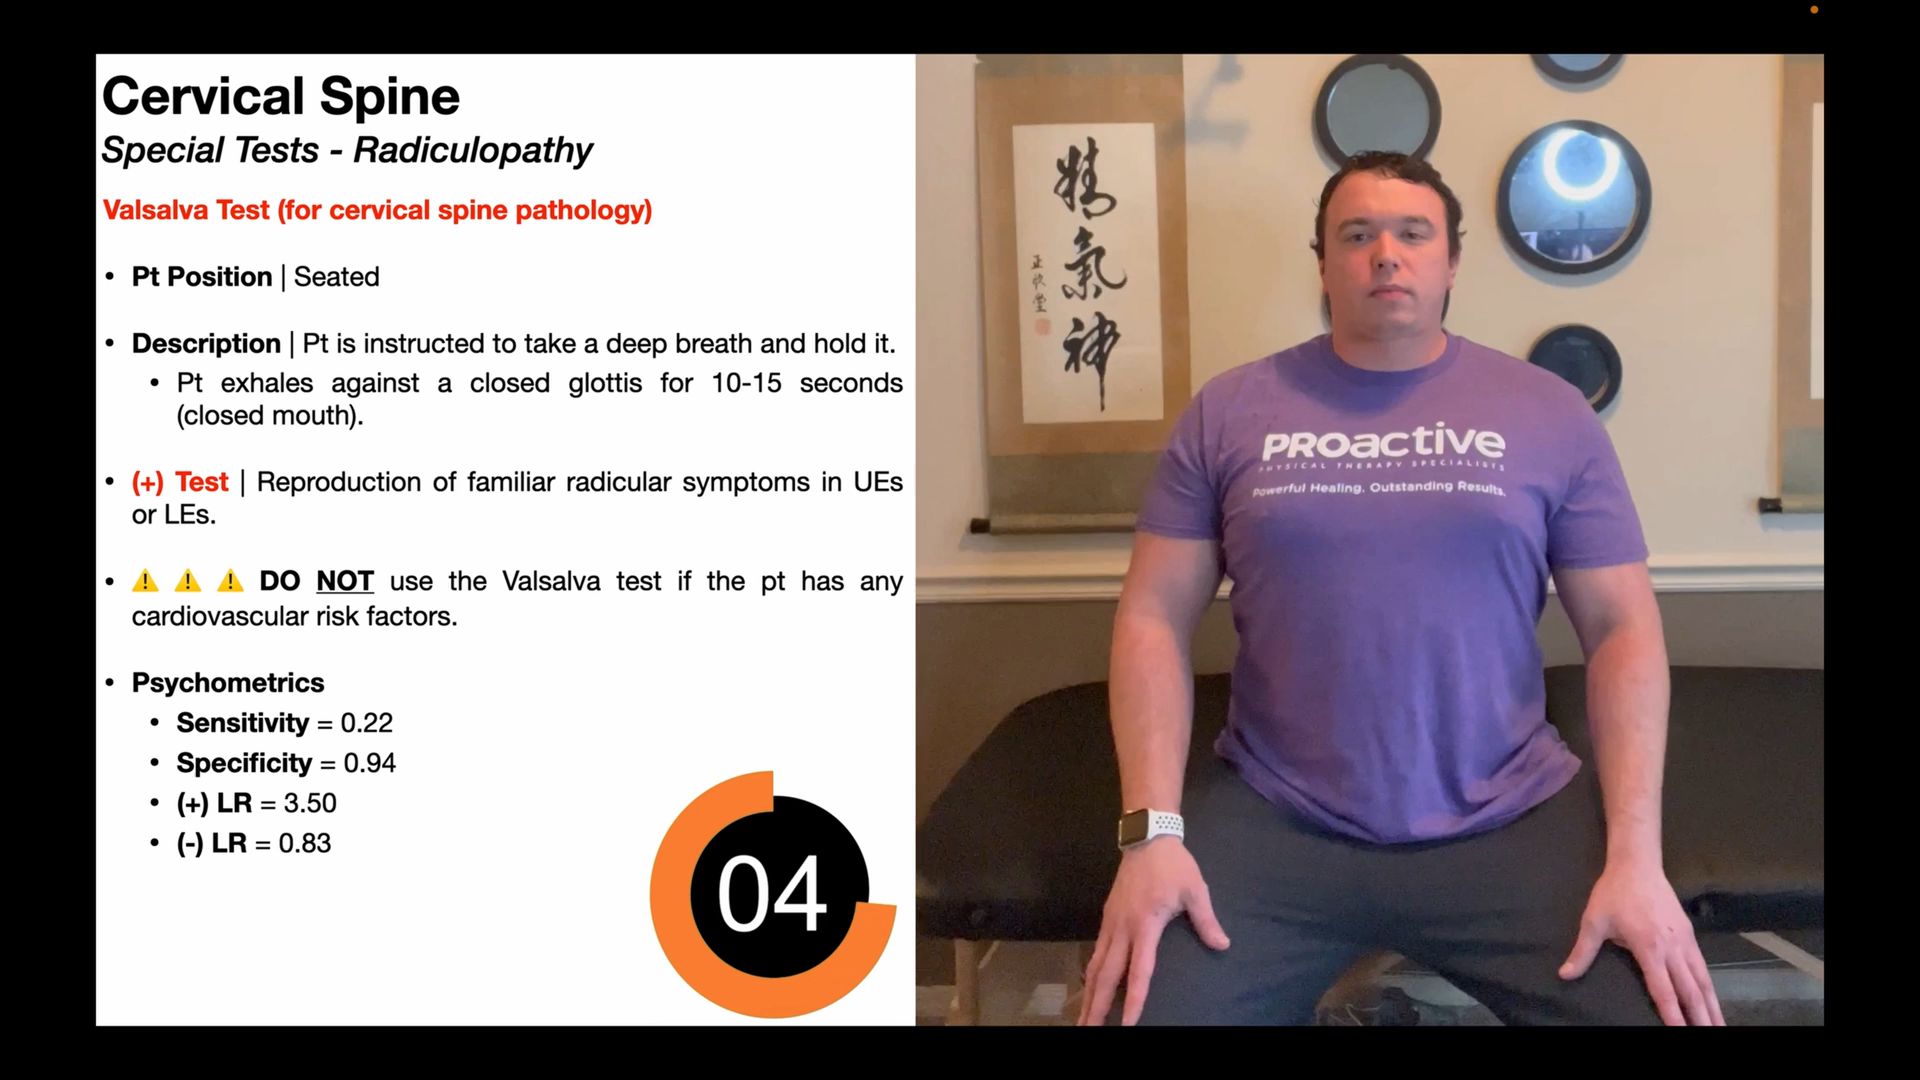 Cervical Spine
Special Tests - Radiculopathy
Valsalva Test (for cervical spine pathology)
• Pt Position | Seated
• Description | Pt is instructed to take a deep breath and hold it.
• Pt exhales against a closed glottis for 10-15 seconds
(closed mouth).
• (+) Test | Reproduction of familiar radicular symptoms in UEs
or LEs.
• ⚠️ ⚠️ ⚠️ DO NOT use the Valsalva test if the pt has any
cardiovascular risk factors.
• Psychometrics
• Sensitivity = 0.22
• Specificity = 0.94
• (+) LR = 3.50
• (-) LR = 0.83
04
精
氣
神
PROactive
PHYSICAL THERAPY SPECIALISTS
Powerful Healing. Outstanding Results.